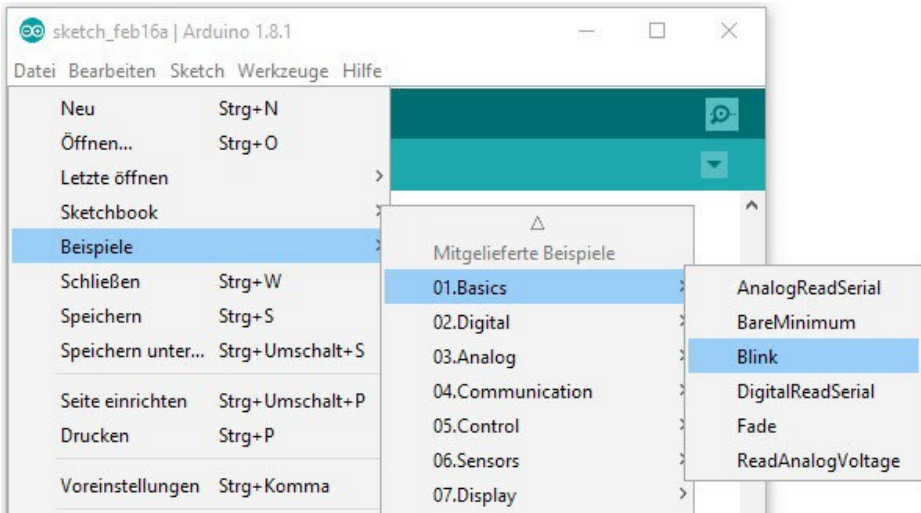 sketch_feb16a | Arduino 1.8.1
Datei Bearbeiten Sketch Werkzeuge Hilfe
Neu Strg+N
Öffnen... Strg+O
Letzte öffnen
Sketchbook
Beispiele
Schließen Strg+W
Speichern Strg+S
Speichern unter... Strg+Umschalt+S
Seite einrichten Strg+Umschalt+P
Drucken Strg+P
Voreinstellungen Strg+Komma
Mitgelieferte Beispiele
01.Basics
02.Digital
03.Analog
04.Communication
05.Control
06.Sensors
07.Display
AnalogReadSerial
BareMinimum
Blink
DigitalReadSerial
Fade
ReadAnalogVoltage